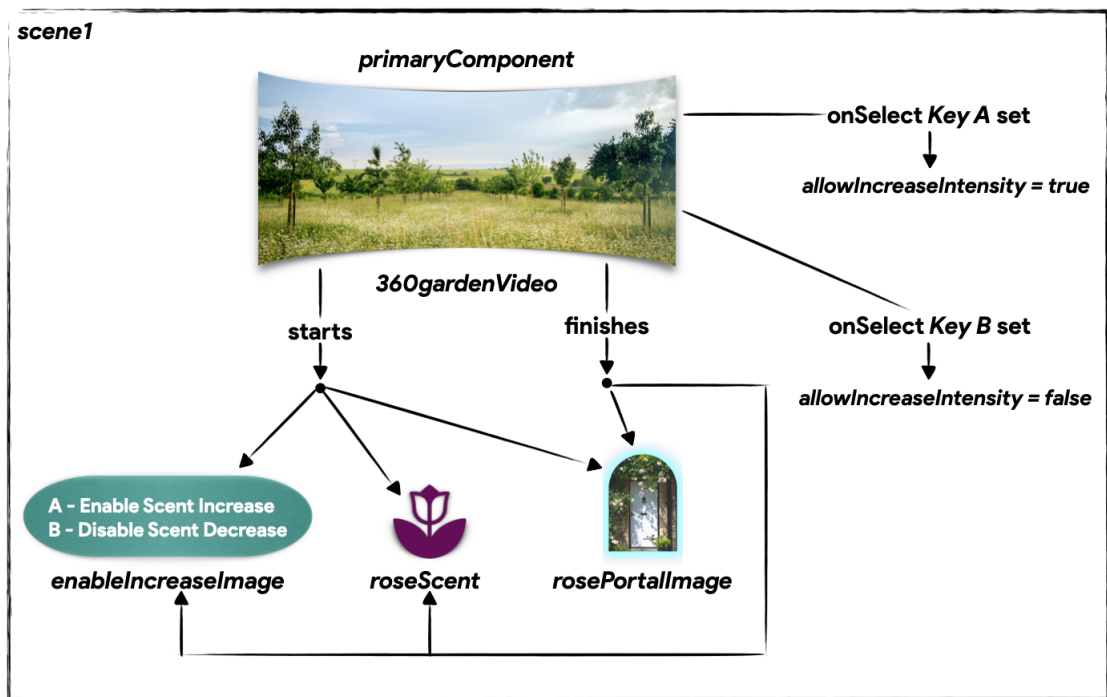 scene1
primaryComponent
onSelect Key A set
allowIncreaseIntensity = true
360gardenVideo
starts
finishes
onSelect Key B set
allowIncreaseIntensity = false
A - Enable Scent Increase
B - Disable Scent Decrease
enableIncreaseImage
roseScent
rosePortalImage